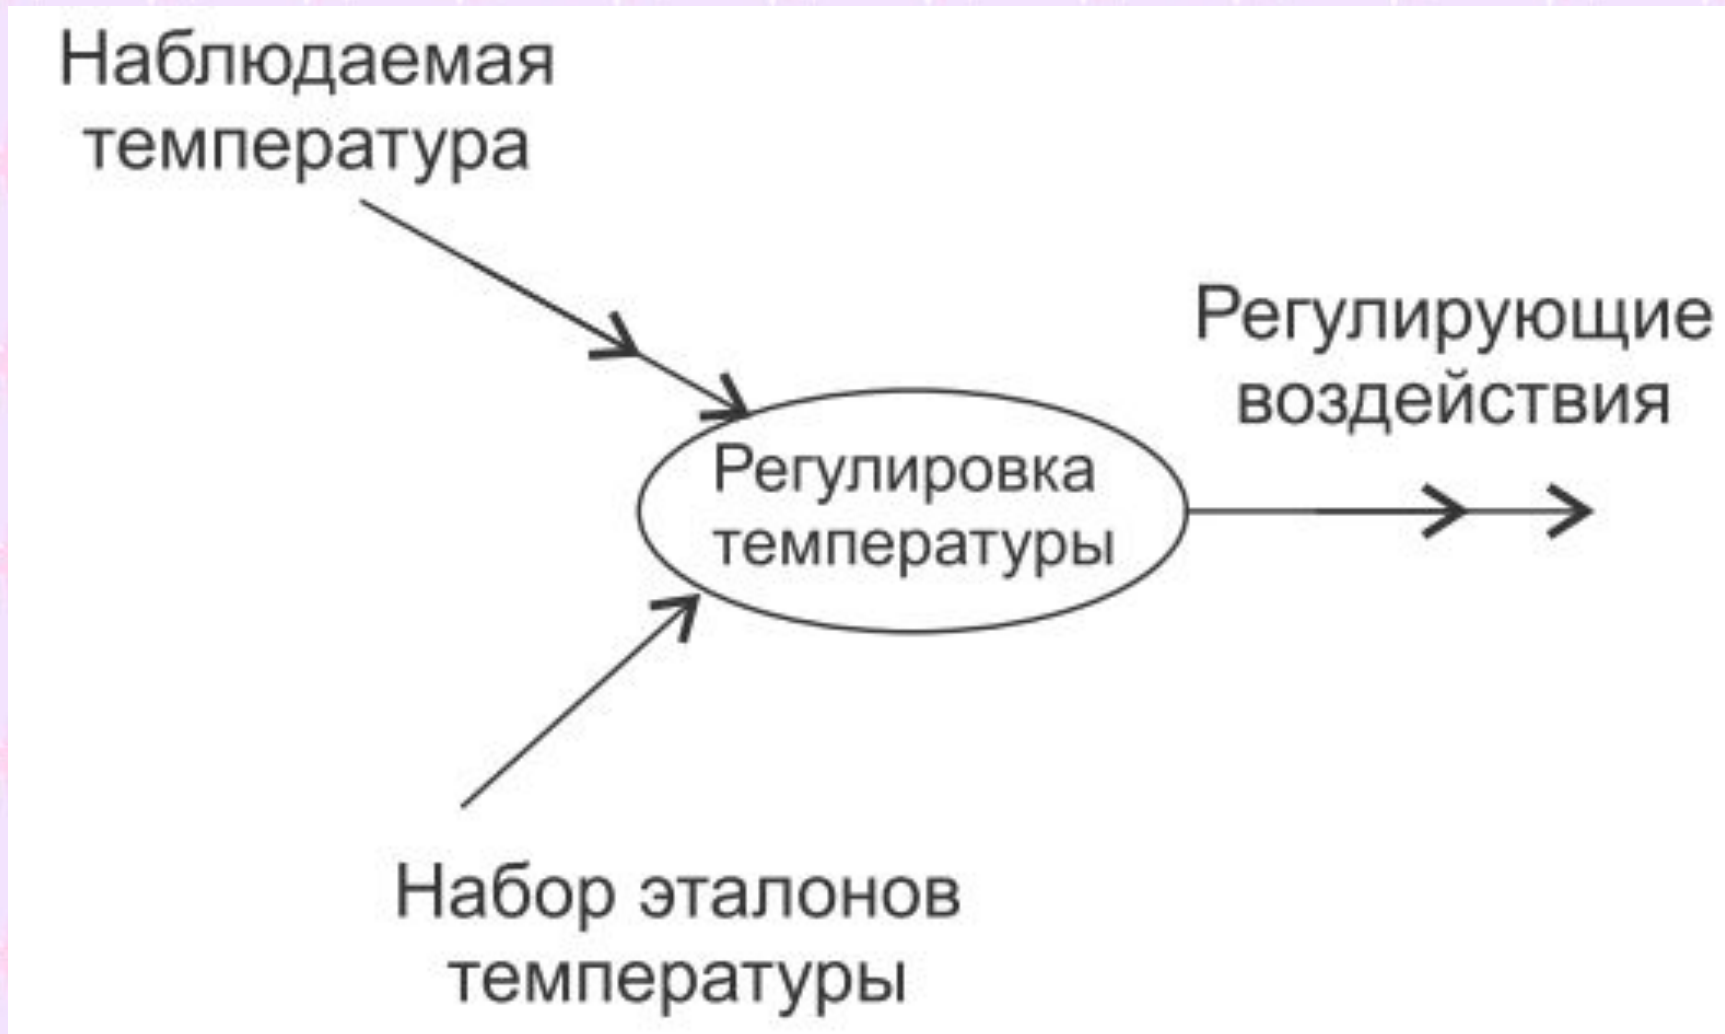 Наблюдаемая
температура
Регулирующие
воздействия
Регулировка
температуры
Набор эталонов
температуры